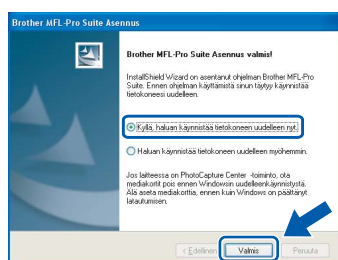 Brother MFL-Pro Suite Asennus
Brother MFL-Pro Suite Asennus valmis!
InstallShield Wizard on asentanut ohjelman Brother MFL-Pro
Suite. Ennen ohjelman käyttämistä sinun täytyy käynnistää
tietokoneesi uudelleen.
Kyllä, haluan käynnistää tietokoneen uudelleen nyt.
Haluan käynnistää tietokoneen uudelleen myöhemmin.
Jos laitteessa on PhotoCapture Center -toiminto, ota
mediakortit pois ennen Windowsin uudelleenkäynnistystä.
Älä aseta mediakorttia, ennen kuin Windows on päättänyt
latautumisen.
< Edellinen
Valmis
Peruuta